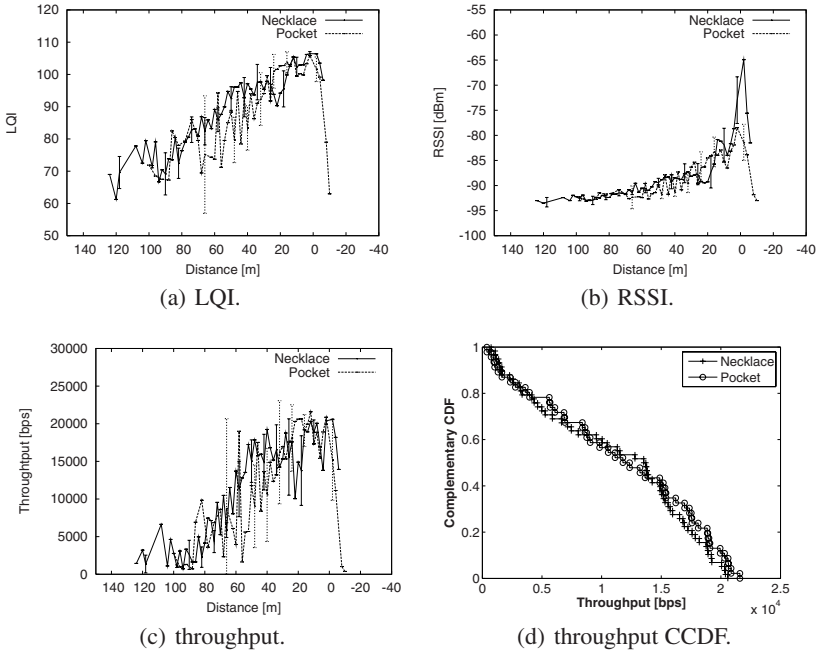 120
110
100
90
80
70
60
50
LQI
140 120 100 80 60 40 20 0 -20 -40
Distance [m]
Necklace
Pocket
(a) LQI.
-55
-60
-65
-70
-75
-80
-85
-90
-95
-100
RSSI [dBm]
140 120 100 80 60 40 20 0 -20 -40
Distance [m]
Necklace
Pocket
(b) RSSI.
30000
25000
20000
15000
10000
5000
0
Throughtput [bps]
140 120 100 80 60 40 20 0 -20 -40
Distance [m]
Necklace
Pocket
(c) throughput.
1
0.8
0.6
0.4
0.2
0
Complementary CDF
0 0.5 1 1.5 2 2.5
x 10⁴
Throughput [bps]
Necklace
Pocket
(d) throughput CCDF.